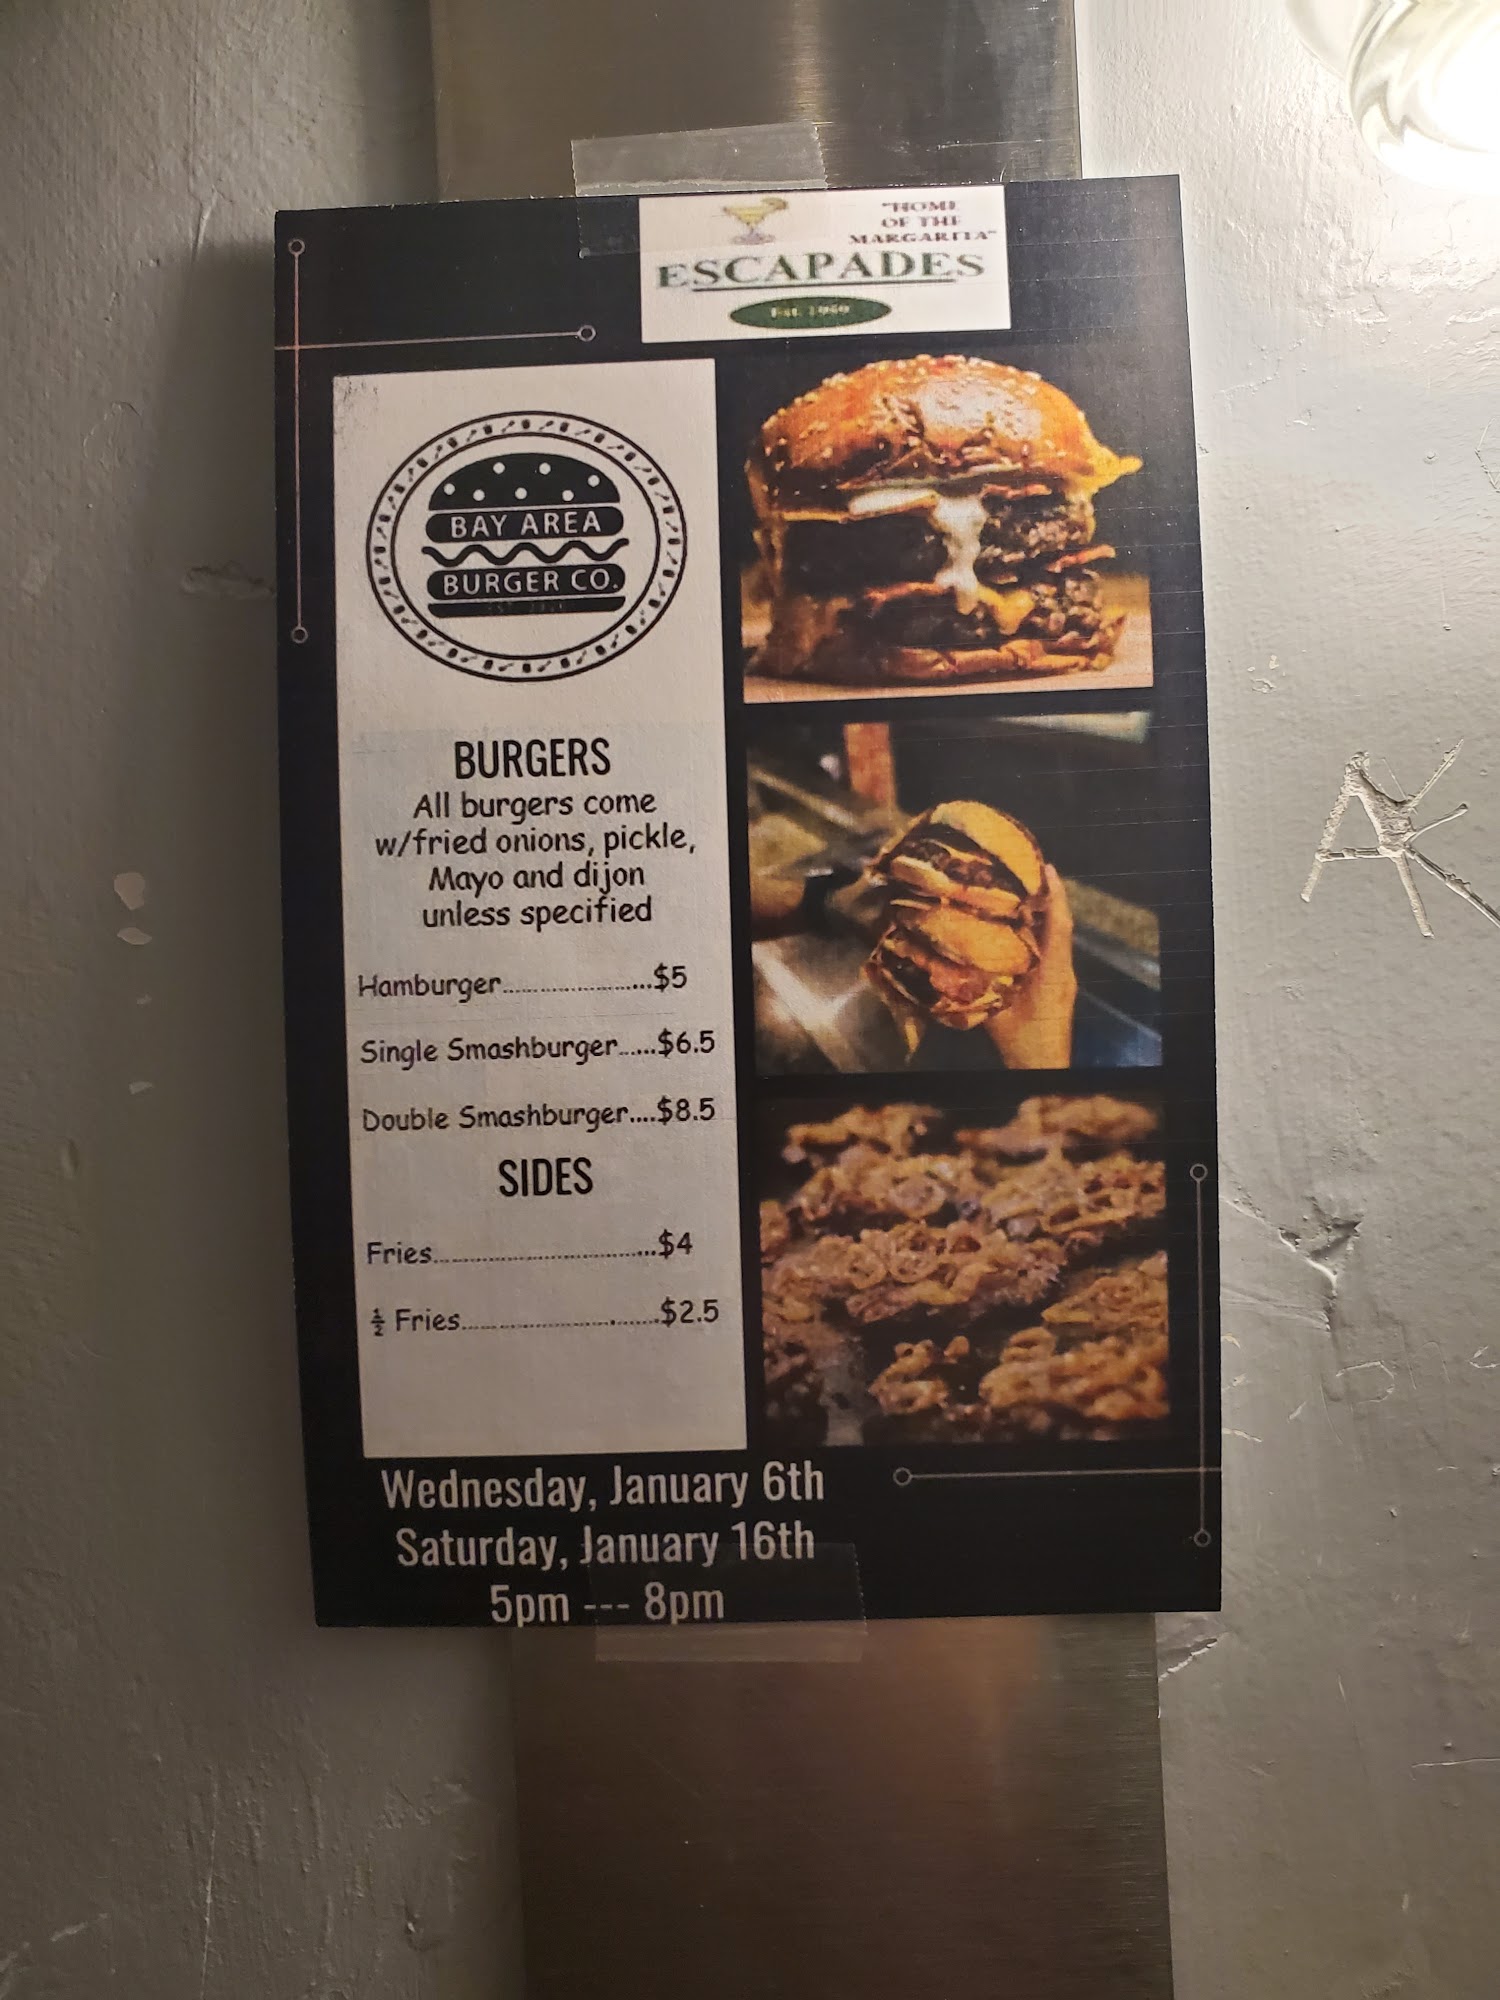 "HOME
OF THE
MARGARITA"
ESCAPADES
Est.
BAY AREA
BURGER CO.
BURGERS
All burgers come
w/fried onions, pickle,
Mayo and dijon
unless specified
Hamburger......................$5
Single Smashburger......$6.5
Double Smashburger....$8.5
SIDES
Fries.................................$4
½ Fries.............................$2.5
Wednesday, January 6th
Saturday, January 16th
5pm --- 8pm